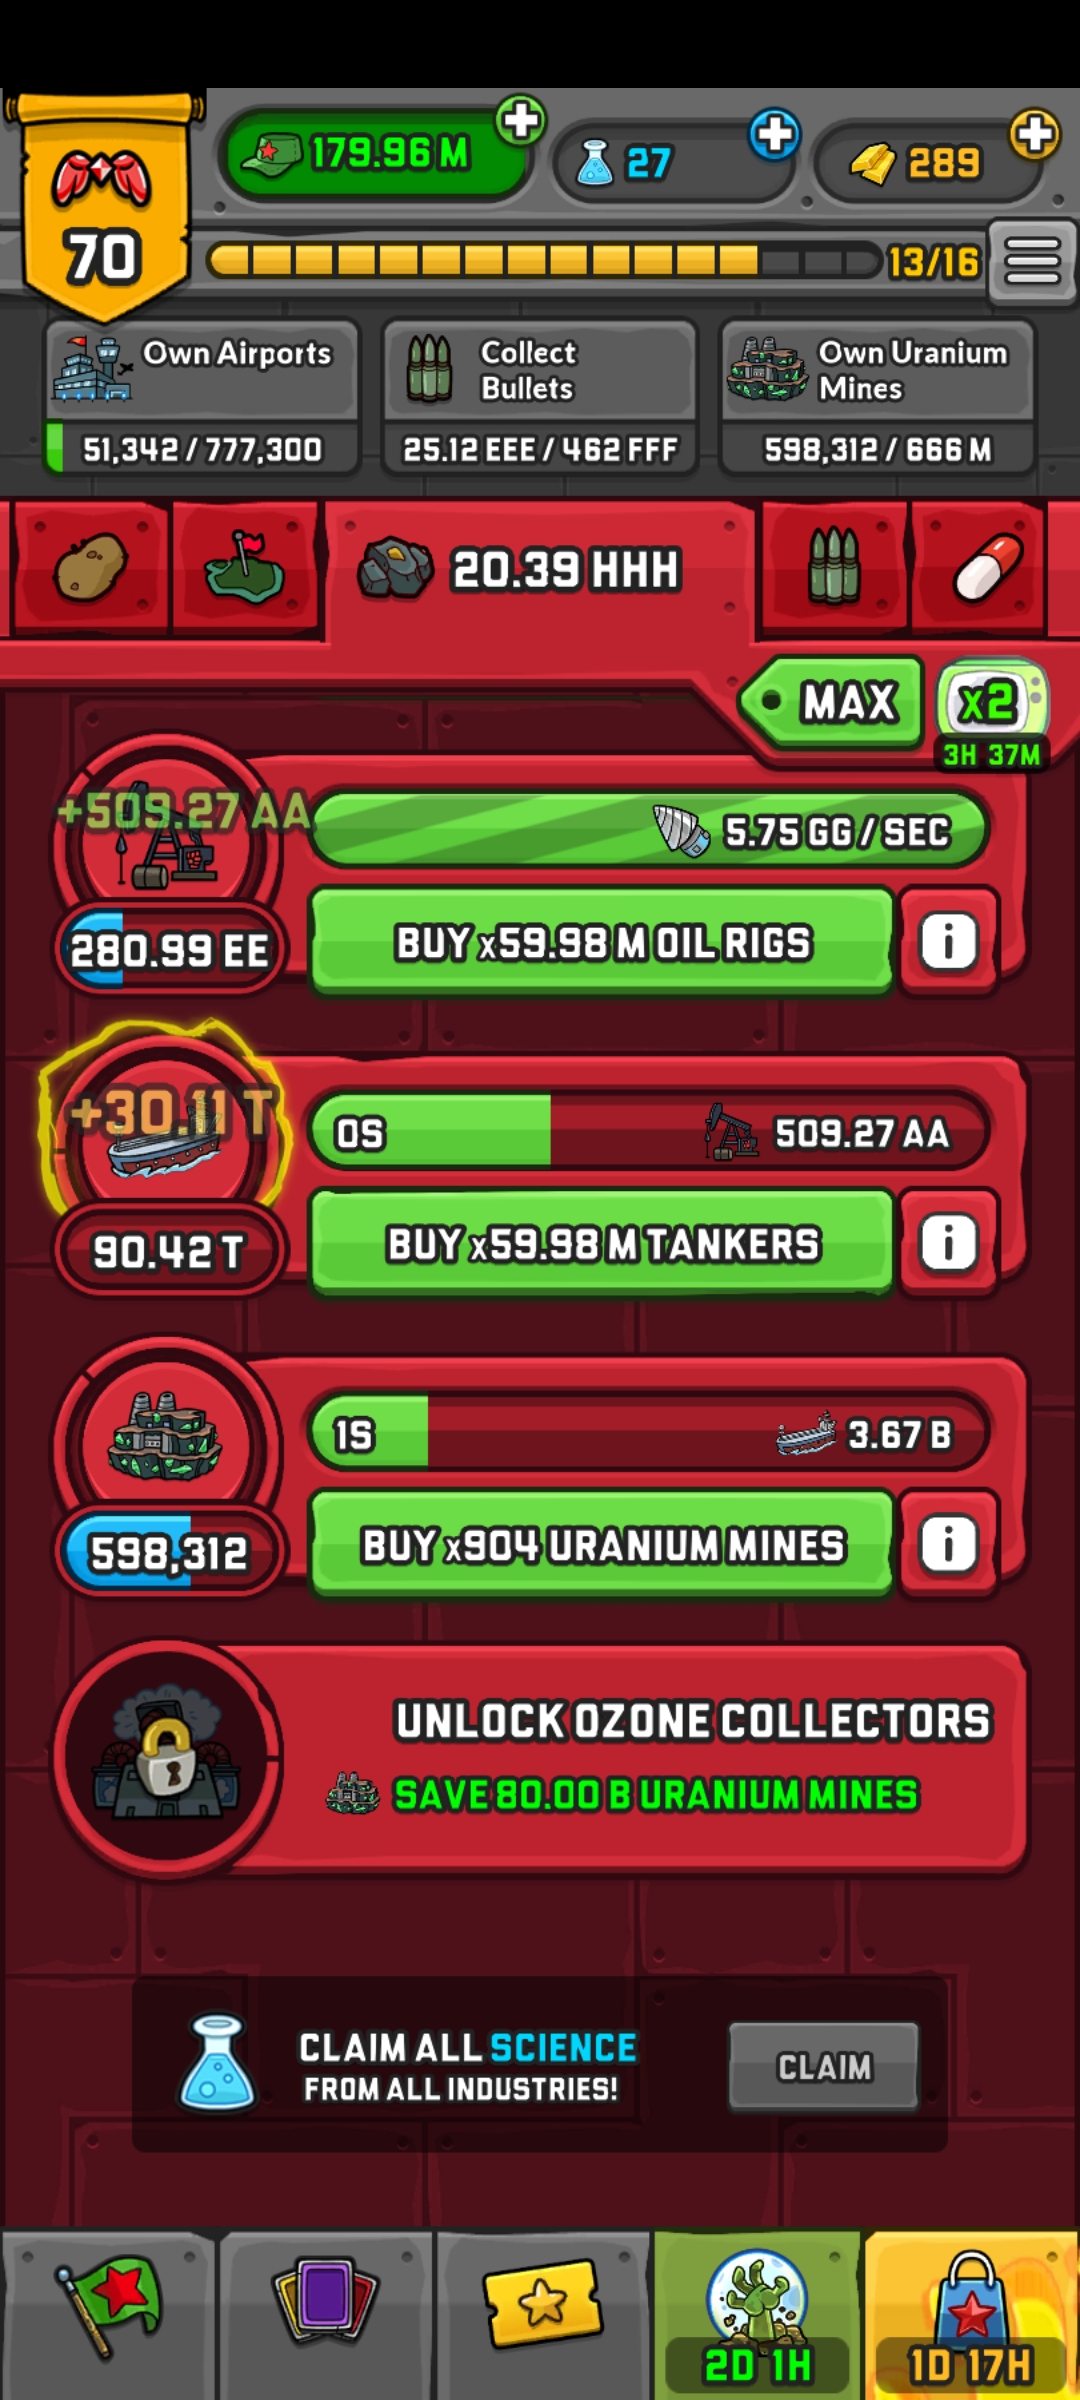 70
179.96 M
27
289
13/16
Own Airports
51,342 / 777,300
Collect
Bullets
25.12 EEE / 462 FFF
Own Uranium
Mines
598,312 / 666 M
20.39 HHH
MAX
x2
3H 37M
+509.27 AA
5.75 GG / SEC
280.99 EE
BUY x59.98 M OIL RIGS
i
+30.11 T
0S
509.27 AA
90.42 T
BUY x59.98 M TANKERS
i
1S
3.67 B
598,312
BUY x904 URANIUM MINES
i
UNLOCK OZONE COLLECTORS
SAVE 80.00 B URANIUM MINES
CLAIM ALL SCIENCE
FROM ALL INDUSTRIES!
CLAIM
2D 1H
1D 17H